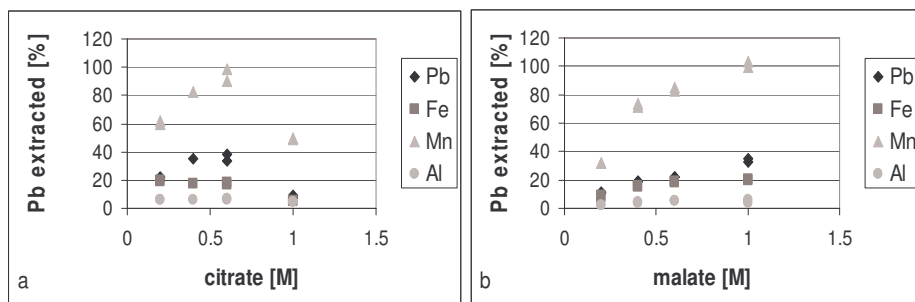 120
100
80
60
40
20
0
0 0.5 1 1.5
Pb extracted [%]
citrate [M]
Pb
Fe
Mn
Al
a
120
100
80
60
40
20
0
0 0.5 1 1.5
Pb extracted [%]
malate [M]
Pb
Fe
Mn
Al
b